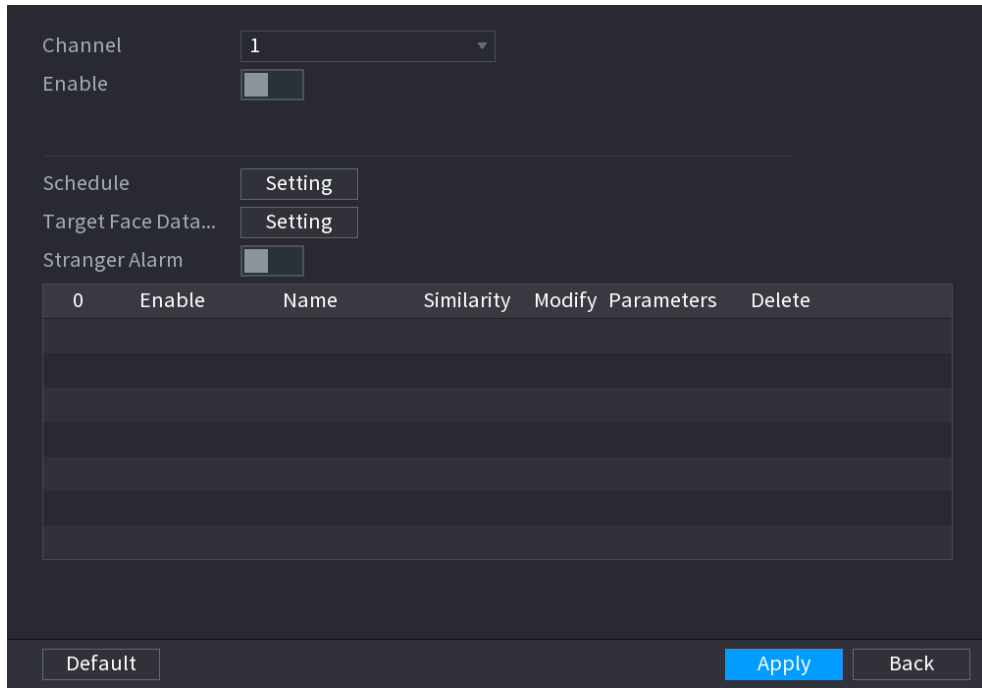 Channel 1
Enable
Schedule Setting
Target Face Data... Setting
Stranger Alarm
0 Enable Name Similarity Modify Parameters Delete
Default Apply Back